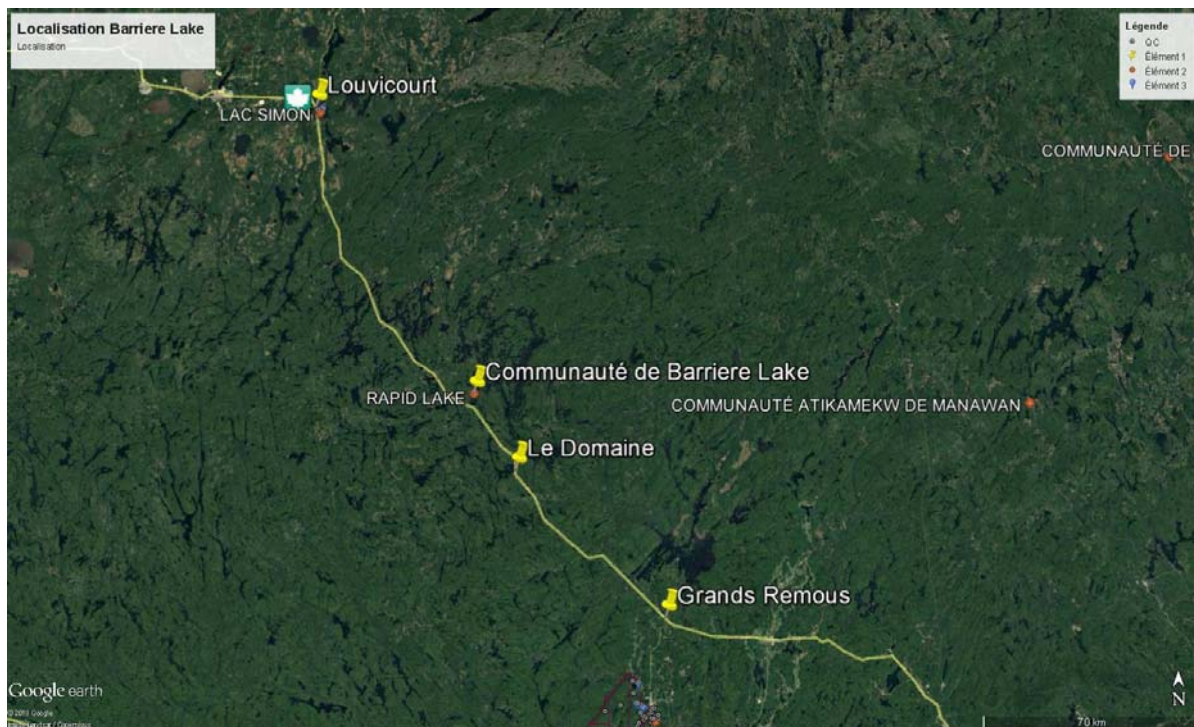 Localisation Barriere Lake
Localisation
Légende
QC
Élément 1
Élément 2
Élément 3
Louvicourt
LAC SIMON
COMMUNAUTÉ DE
Communauté de Barriere Lake
RAPID LAKE
COMMUNAUTÉ ATIKAMEKW DE MANAWAN
Le Domaine
Grands Remous
Google earth
Google
70 km
N